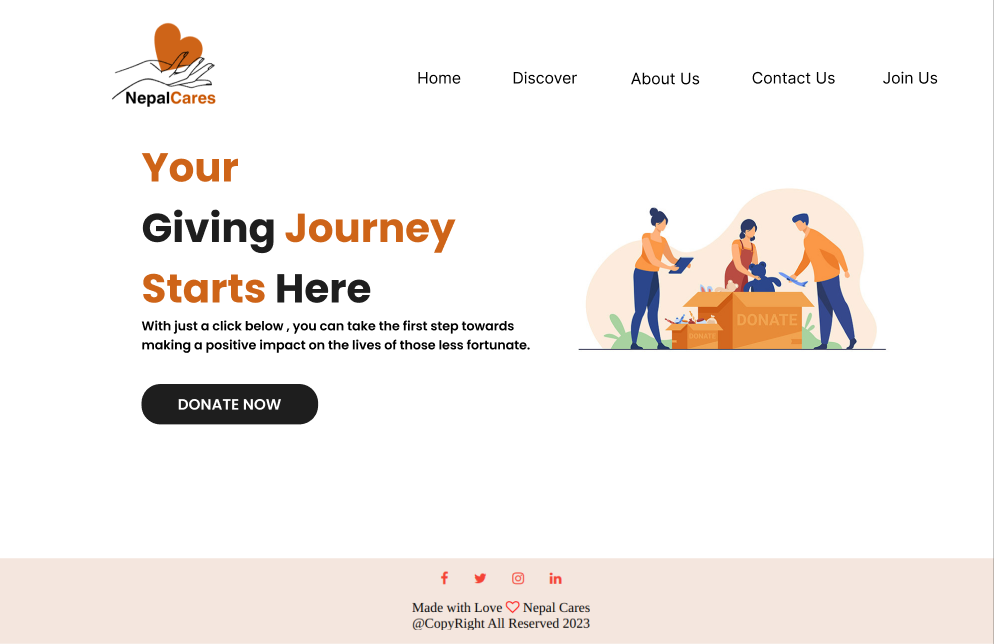 NepalCares
Home Discover About Us Contact Us Join Us
Your
Giving Journey
Starts Here
With just a click below , you can take the first step towards
making a positive impact on the lives of those less fortunate.
DONATE
DONATE
DONATE NOW
Made with Love Nepal Cares
@CopyRight All Reserved 2023